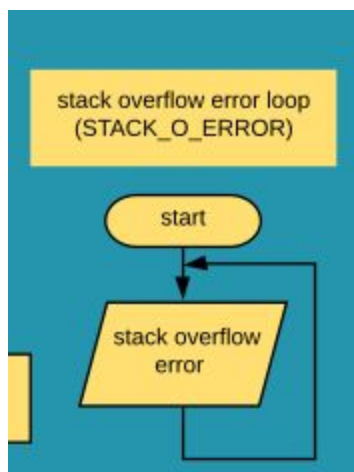 stack overflow error loop
(STACK_O_ERROR)
start
stack overflow
error